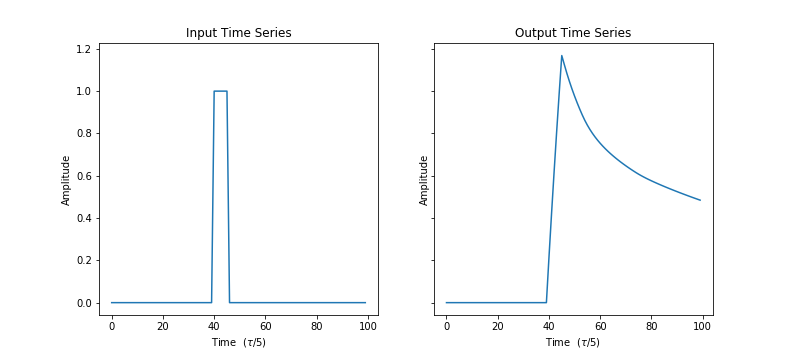 Input Time Series
Output Time Series
1.2
1.0
0.8
0.6
0.4
0.2
0.0
Amplitude
Amplitude
0 20 40 60 80 100
0 20 40 60 80 100
Time (τ/5)
Time (τ/5)